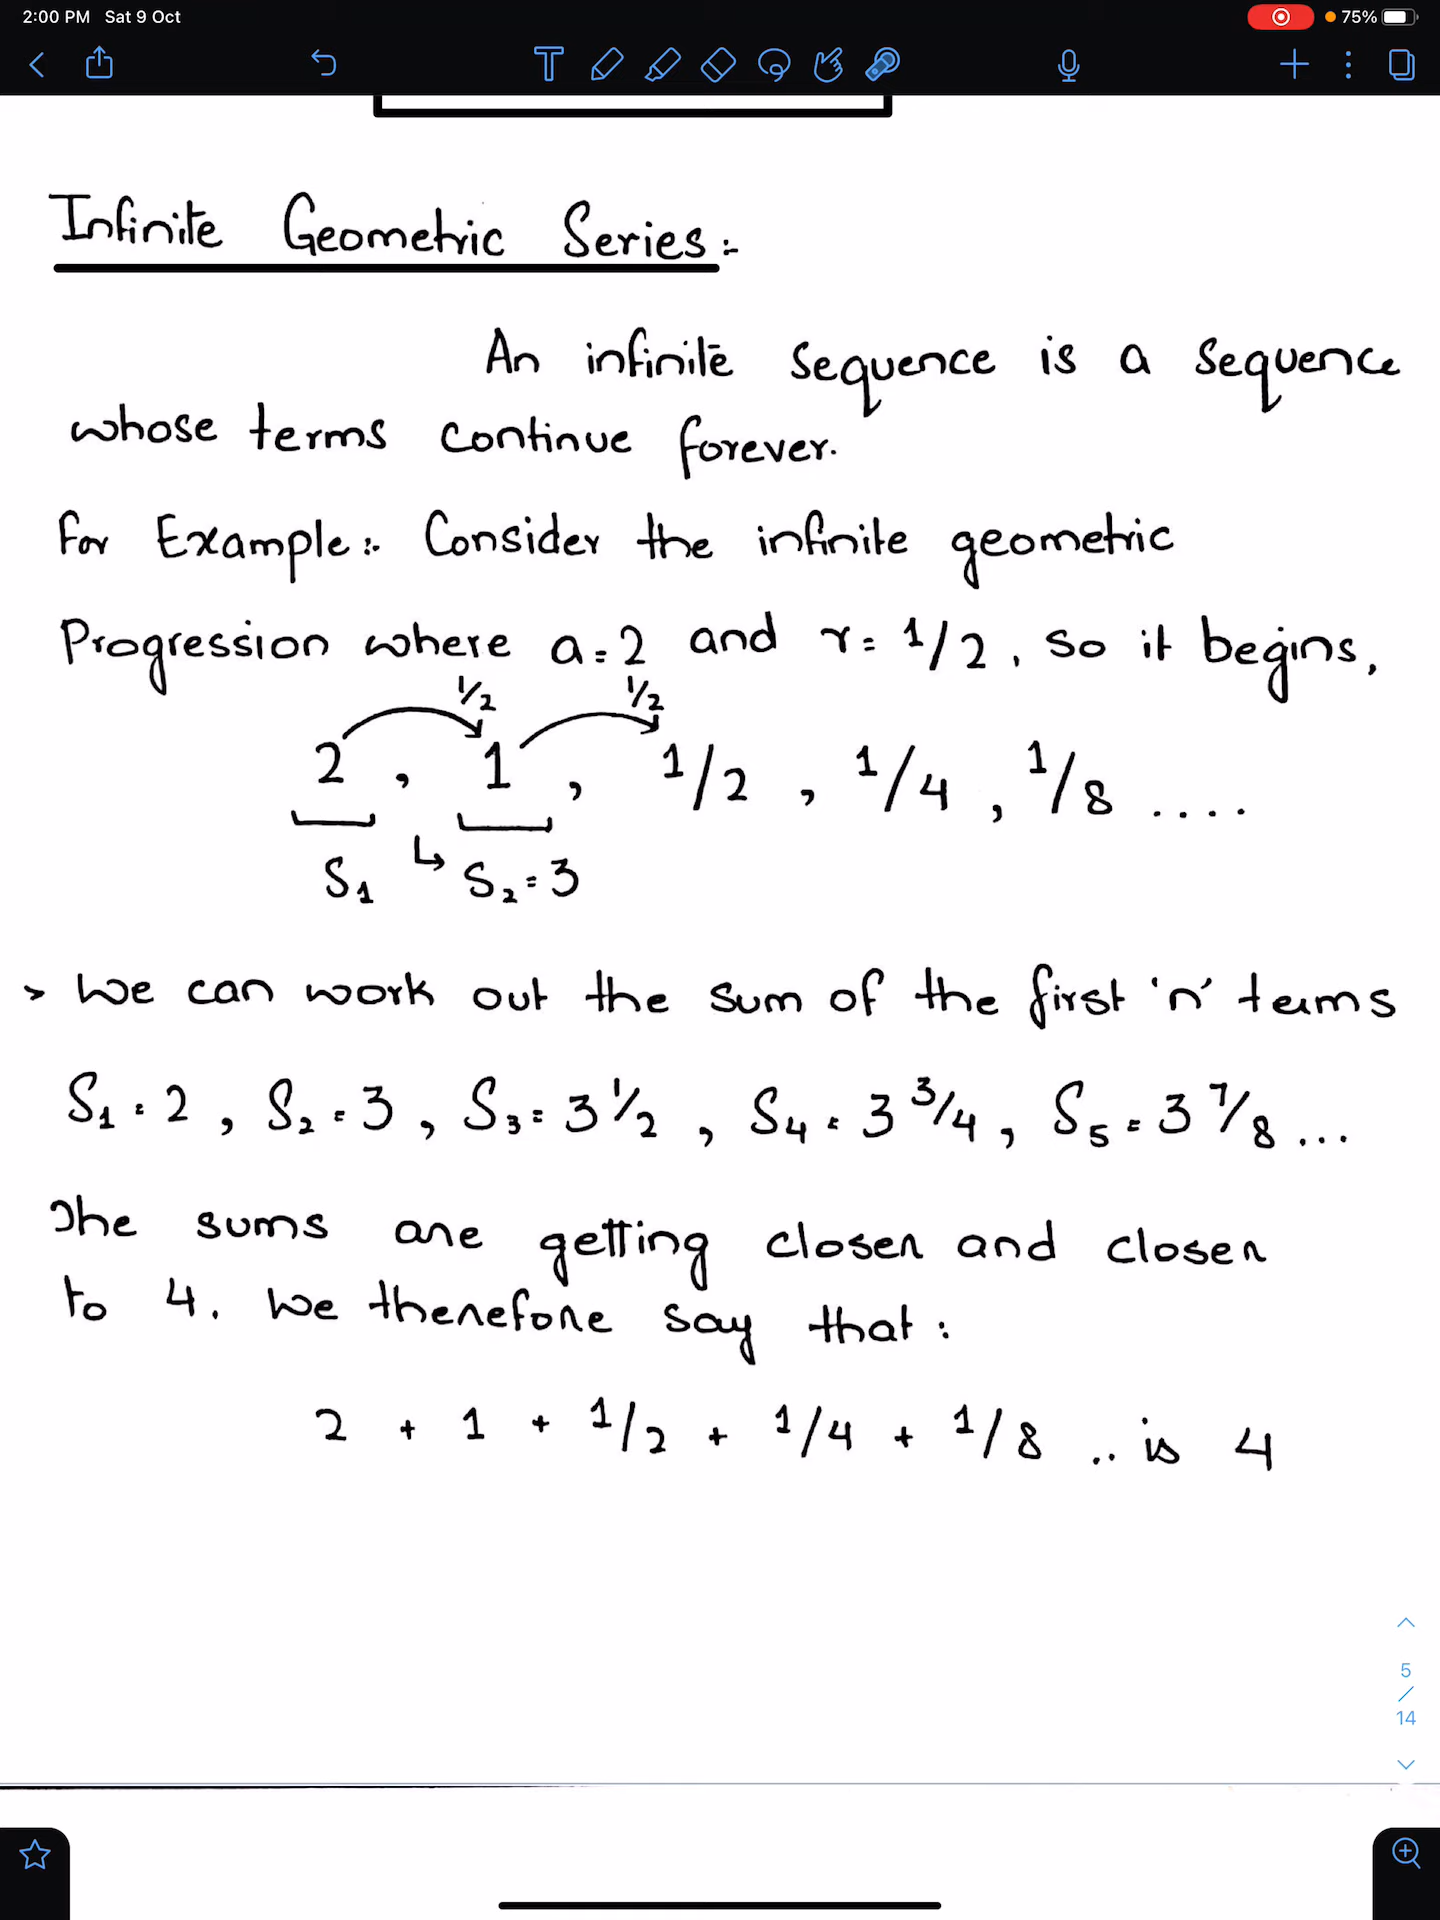 2:00 PM Sat 9 Oct
75%
Infinite Geometric Series:-
An infinite sequence is a sequence
whose terms continue forever.
For Example:- Consider the infinite geometric
Progression where a=2 and r= 1/2, so it begins,
1/2 1/2
2 , 1 , 1/2 , 1/4 , 1/8 ....
S1 ↳ S2=3
> We can work out the sum of the first 'n' terms
S1=2 , S2=3 , S3=3 1/2 , S4=3 3/4 , S5=3 7/8 ...
The sums are getting closer and closer
to 4. We therefore say that :
2 + 1 + 1/2 + 1/4 + 1/8 .. is 4
5
/
14